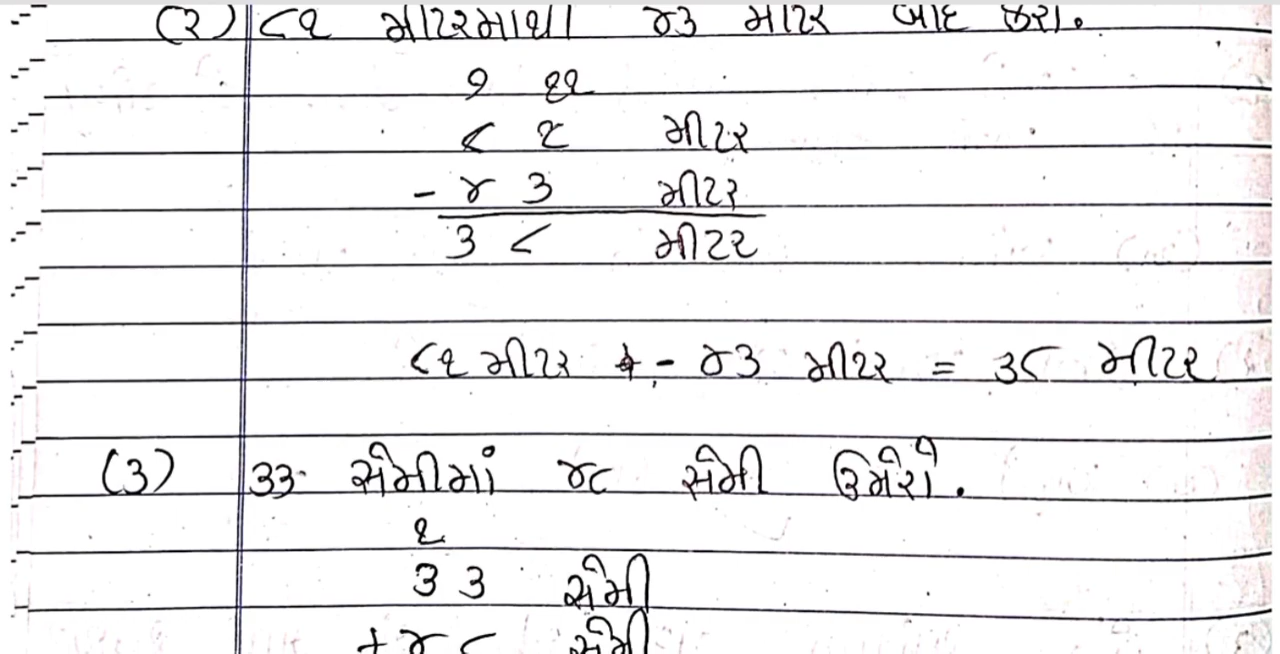 (૨) ૮૧ મીટરમાંથી ૪૩ મીટર બાદ કરો.
૭ ૧૧
૮ ૧ મીટર
- ૪ ૩ મીટર
૩ ૮ મીટર
૮૧ મીટર - ૪૩ મીટર = ૩૮ મીટર
(૩) ૩૩ સેમીમાં ૪૮ સેમી ઉમેરો.
૧
૩ ૩ સેમી
+ ૪ ૮ સેમી